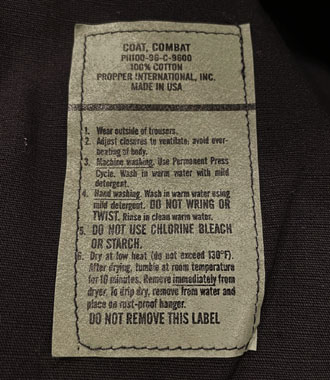 COAT, COMBAT
PH100-96-C-9600
100% COTTON
PROPPER INTERNATIONAL, INC.
MADE IN USA
1. Wear outside of trousers.
2. Adjust closures to ventilate, avoid over-
heating of body.
3. Machine washing. Use Permanent Press
Cycle. Wash in warm water with mild
detergent.
4. Hand washing. Wash in warm water using
mild detergent. DO NOT WRING OR
TWIST. Rinse in clean warm water.
5. DO NOT USE CHLORINE BLEACH
OR STARCH.
6. Dry at low heat (do not exceed 130°F).
After drying, tumble at room temperature
for 10 minutes. Remove immediately from
dryer. To drip dry, remove from water and
place on rust-proof hanger.
DO NOT REMOVE THIS LABEL